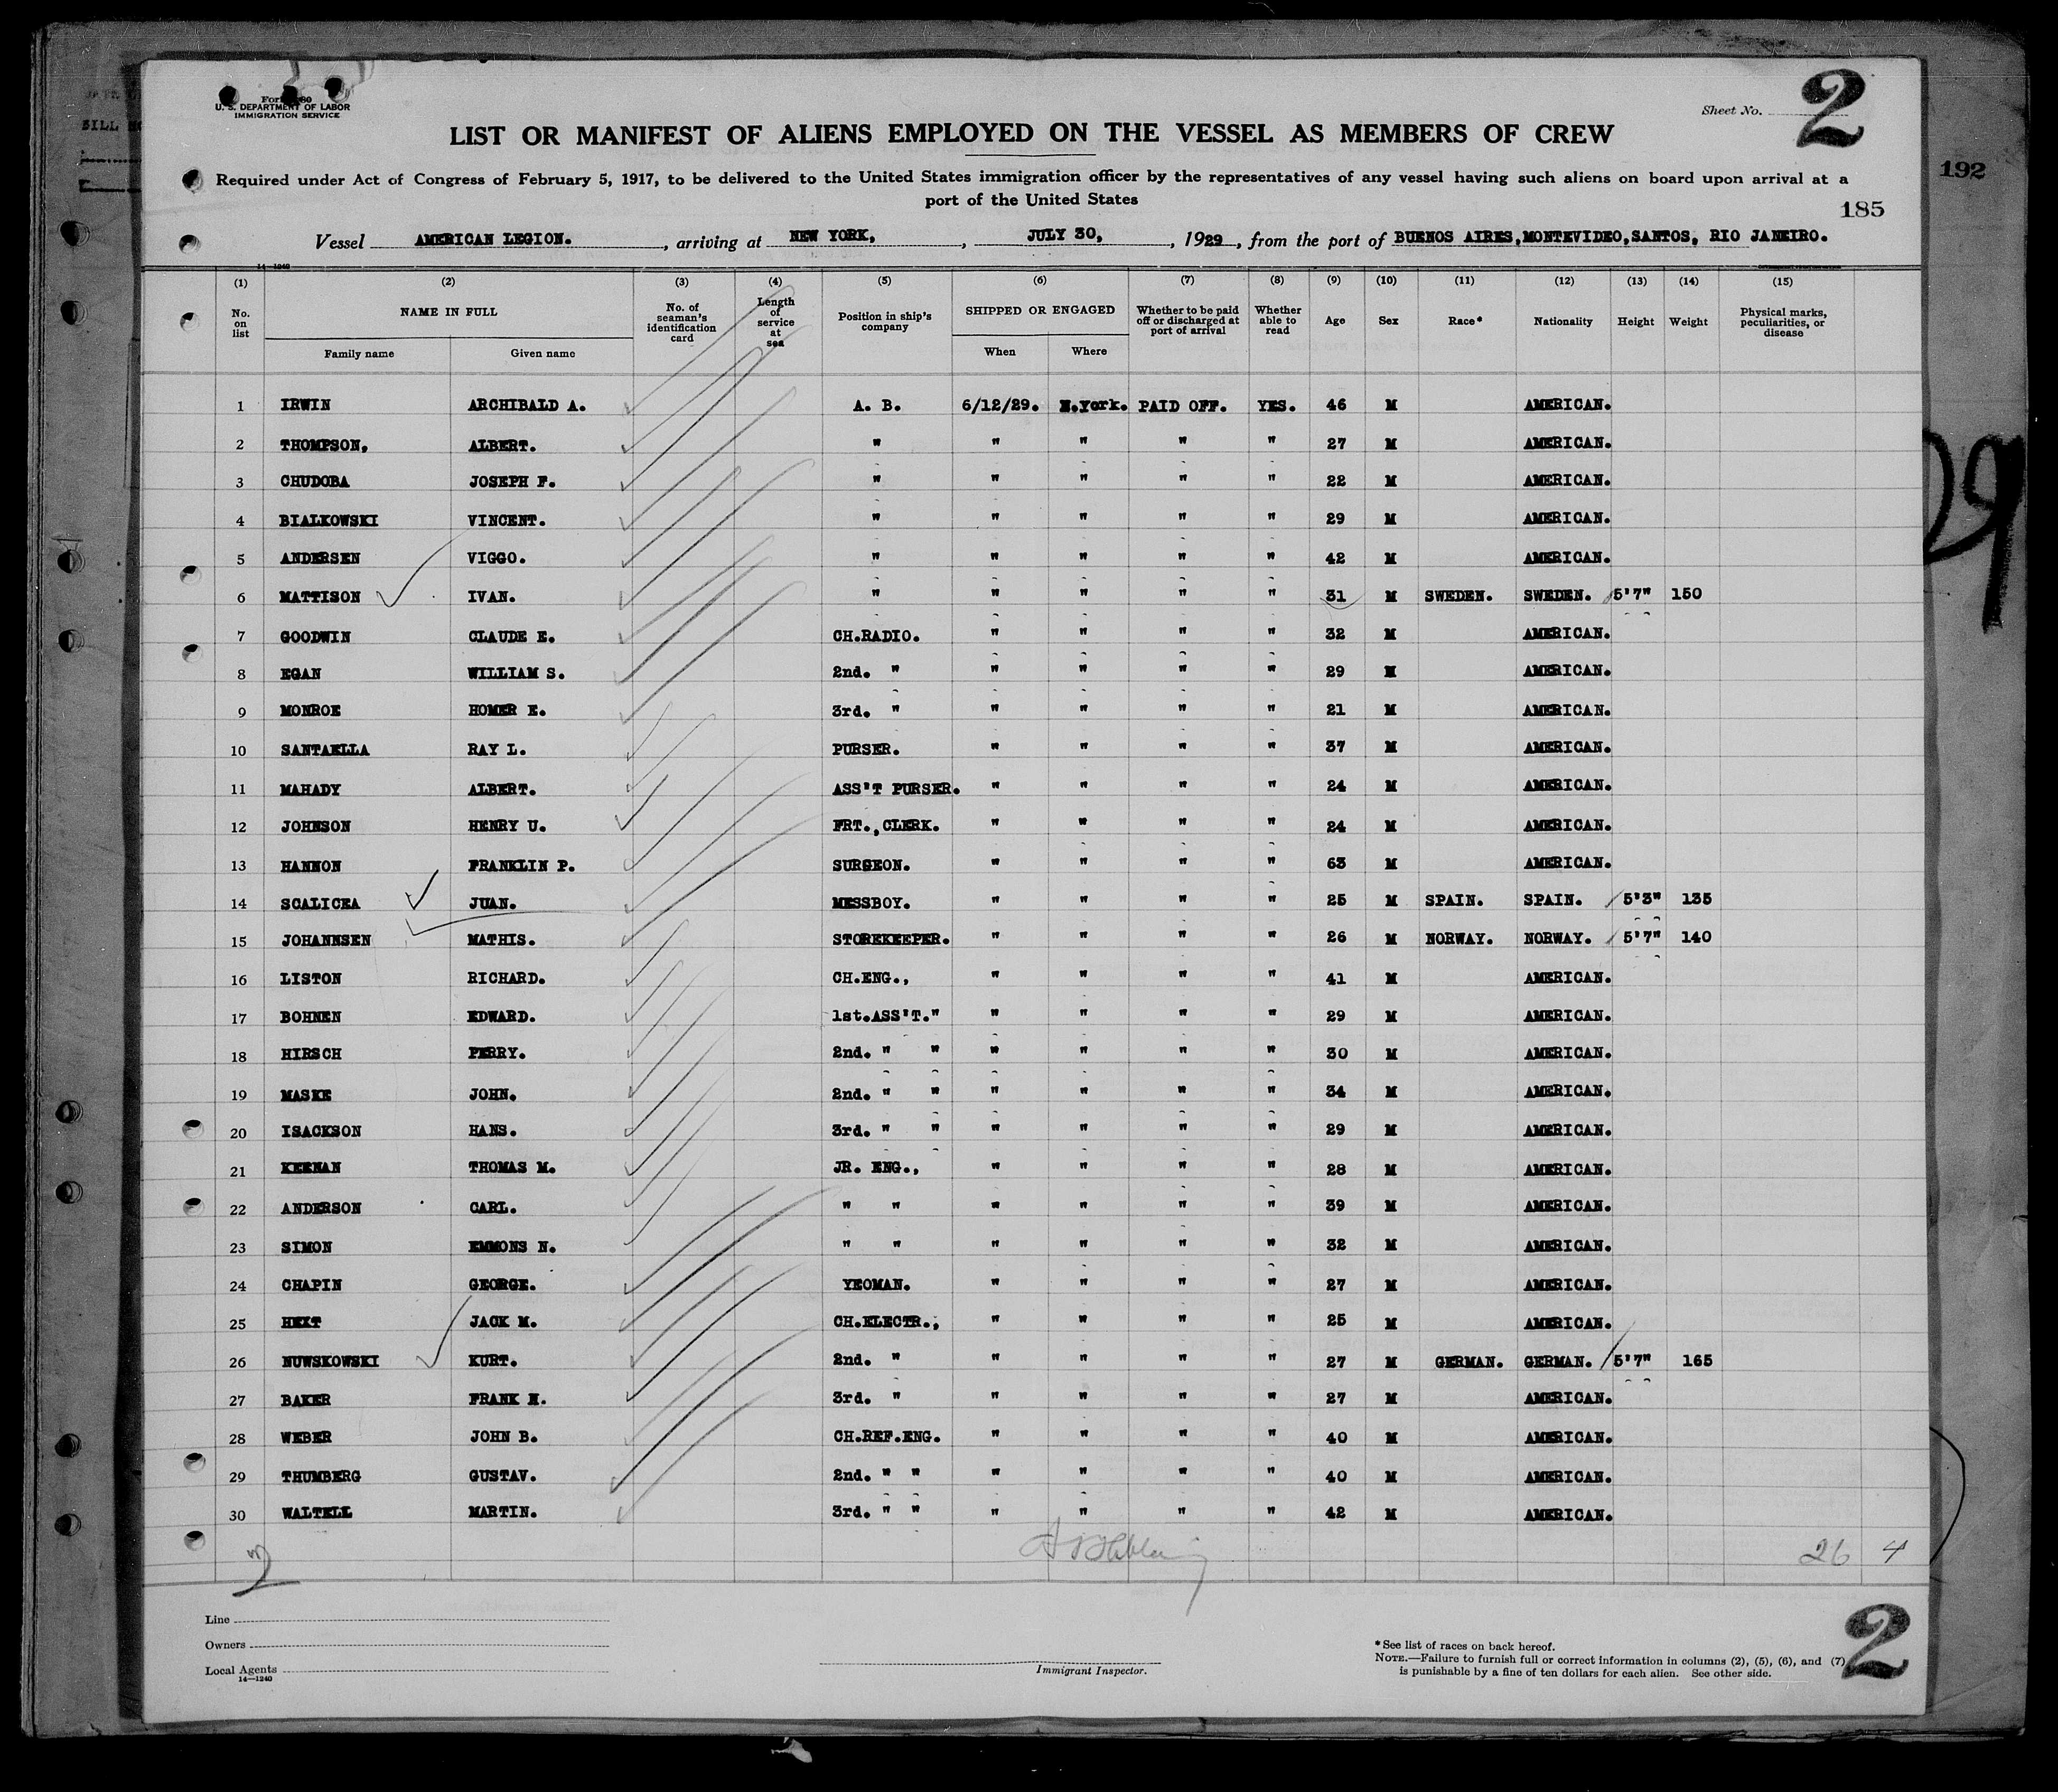 Sheet No. 2
U. S. DEPARTMENT OF LABOR
IMMIGRATION SERVICE
LIST OR MANIFEST OF ALIENS EMPLOYED ON THE VESSEL AS MEMBERS OF CREW
192
Required under Act of Congress of February 5, 1917, to be delivered to the United States immigration officer by the representatives of any vessel having such aliens on board upon arrival at a
port of the United States
185
Vessel AMERICAN LEGION. , arriving at NEW YORK, , JULY 30, , 1929 , from the port of BUENOS AIRES,MONTEVIDEO,SANTOS, RIO JANEIRO.
14—1240
(1) (2) (3) (4) (5) (6) (7) (8) (9) (10) (11) (12) (13) (14) (15)
No. on list NAME IN FULL No. of seaman's identification card Length of service at sea Position in ship's company SHIPPED OR ENGAGED Whether to be paid off or discharged at port of arrival Whether able to read Age Sex Race* Nationality Height Weight Physical marks, peculiarities, or disease
Family name Given name When Where
1 IRWIN ARCHIBALD A. A. B. 6/12/29. N.York. PAID OFF. YES. 46 M AMERICAN.
2 THOMPSON, ALBERT. " " " " " 27 M AMERICAN.
3 CHUDOBA JOSEPH F. " " " " " 22 M AMERICAN.
4 BIALKOWSKI VINCENT. " " " " " 29 M AMERICAN.
5 ANDERSEN VIGGO. " " " " " 42 M AMERICAN.
6 MATTISON IVAN. " " " " " 31 M SWEDEN. SWEDEN. 5'7" 150
7 GOODWIN CLAUDE E. CH.RADIO. " " " " 32 M AMERICAN.
8 EGAN WILLIAM S. 2nd. " " " " " 29 M AMERICAN.
9 MONROE HOMER E. 3rd. " " " " " 21 M AMERICAN.
10 SANTAELLA RAY L. PURSER. " " " " 37 M AMERICAN.
11 MAHADY ALBERT. ASS'T PURSER. " " " " 24 M AMERICAN.
12 JOHNSON HENRY U. FRT.,CLERK. " " " " 24 M AMERICAN.
13 HANNON FRANKLIN P. SURGEON. " " " " 63 M AMERICAN.
14 SCALICEA JUAN. MESSBOY. " " " " 25 M SPAIN. SPAIN. 5'3" 135
15 JOHANNSEN MATHIS. STOREKEEPER. " " " " 26 M NORWAY. NORWAY. 5'7" 140
16 LISTON RICHARD. CH.ENG., " " " " 41 M AMERICAN.
17 BOHNEN EDWARD. 1st.ASS'T." " " " " 29 M AMERICAN.
18 HIRSCH PERRY. 2nd. " " " " " " 30 M AMERICAN.
19 MASKE JOHN. 2nd. " " " " " " 34 M AMERICAN.
20 ISACKSON HANS. 3rd. " " " " " " 29 M AMERICAN.
21 KEENAN THOMAS M. JR. ENG., " " " " 28 M AMERICAN.
22 ANDERSON CARL. " " " " " " 39 M AMERICAN.
23 SIMON EMMONS N. " " " " " " 32 M AMERICAN.
24 CHAPIN GEORGE. YEOMAN. " " " " 27 M AMERICAN.
25 HEXT JACK M. CH.ELECTR., " " " " 25 M AMERICAN.
26 NUWSKOWSKI KURT. 2nd. " " " " " 27 M GERMAN. GERMAN. 5'7" 165
27 BAKER FRANK H. 3rd. " " " " " 27 M AMERICAN.
28 WEBER JOHN B. CH.REF.ENG. " " " " 40 M AMERICAN.
29 THUMBERG GUSTAV. 2nd. " " " " " " 40 M AMERICAN.
30 WALTELL MARTIN. 3rd. " " " " " " 42 M AMERICAN.
26 4
Line
Owners
Local Agents
14—1240
Immigrant Inspector.
*See list of races on back hereof.
NOTE.—Failure to furnish full or correct information in columns (2), (5), (6), and (7)
is punishable by a fine of ten dollars for each alien. See other side.
2